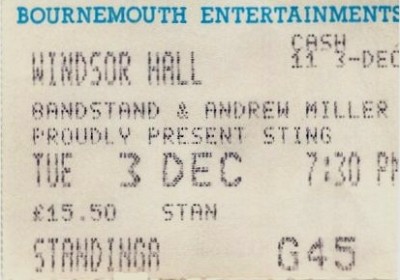 BOURNEMOUTH ENTERTAINMENTS
CASH
WINDSOR HALL 11 3-DEC
BANDSTAND & ANDREW MILLER
PROUDLY PRESENT STING
TUE 3 DEC 7:30 PM
£15.50 STAN
STANDINGA G45